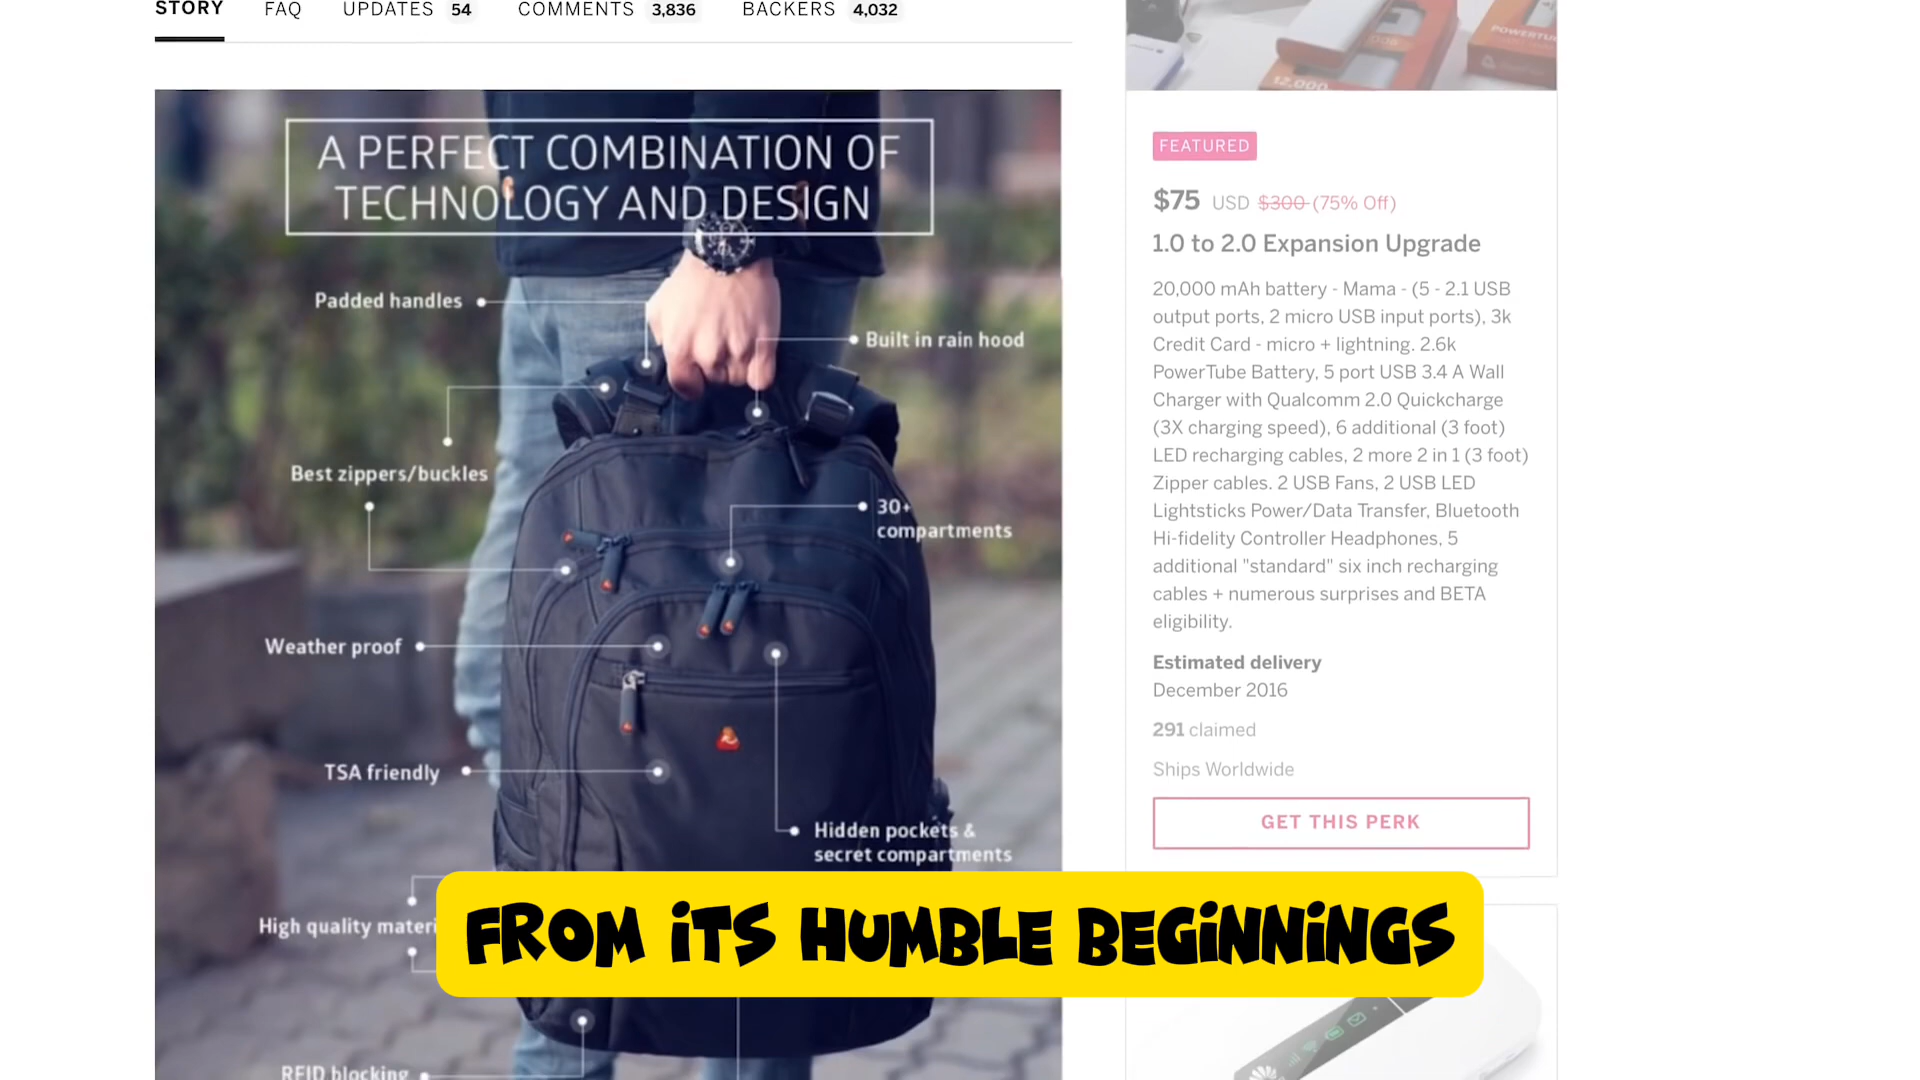 STORY FAQ UPDATES 54 COMMENTS 3,836 BACKERS 4,032
A PERFECT COMBINATION OF
TECHNOLOGY AND DESIGN
Padded handles
Built in rain hood
Best zippers/buckles
30+
compartments
Weather proof
TSA friendly
Hidden pockets &
secret compartments
High quality materi
RFID blocking
FROM ITS HUMBLE BEGINNINGS
12,000
POWERTU
FEATURED
$75 USD $300 (75% Off)
1.0 to 2.0 Expansion Upgrade
20,000 mAh battery - Mama - (5 - 2.1 USB
output ports, 2 micro USB input ports), 3k
Credit Card - micro + lightning. 2.6k
PowerTube Battery, 5 port USB 3.4 A Wall
Charger with Qualcomm 2.0 Quickcharge
(3X charging speed), 6 additional (3 foot)
LED recharging cables, 2 more 2 in 1 (3 foot)
Zipper cables. 2 USB Fans, 2 USB LED
Lightsticks Power/Data Transfer, Bluetooth
Hi-fidelity Controller Headphones, 5
additional "standard" six inch recharging
cables + numerous surprises and BETA
eligibility.
Estimated delivery
December 2016
291 claimed
Ships Worldwide
GET THIS PERK